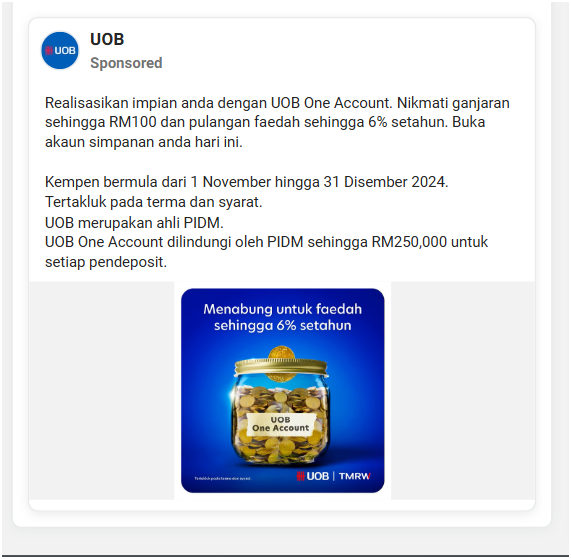 UOB
UOB
Sponsored
Realisasikan impian anda dengan UOB One Account. Nikmati ganjaran
sehingga RM100 dan pulangan faedah sehingga 6% setahun. Buka
akaun simpanan anda hari ini.
Kempen bermula dari 1 November hingga 31 Disember 2024.
Tertakluk pada terma dan syarat.
UOB merupakan ahli PIDM.
UOB One Account dilindungi oleh PIDM sehingga RM250,000 untuk
setiap pendeposit.
Menabung untuk faedah
sehingga 6% setahun
UOB
One Account
Tertakluk pada terma dan syarat.
UOB | TMRW